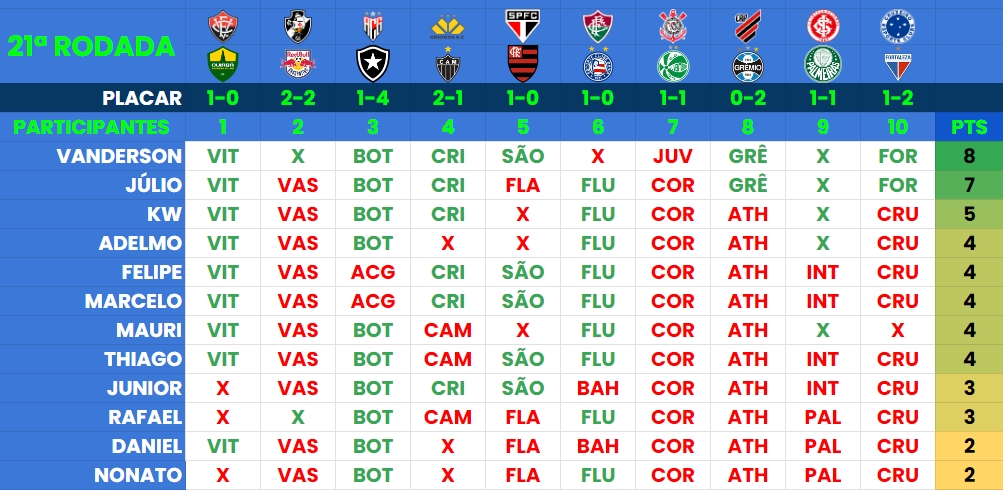 21ª RODADA
PLACAR 1-0 2-2 1-4 2-1 1-0 1-0 1-1 0-2 1-1 1-2
PARTICIPANTES 1 2 3 4 5 6 7 8 9 10 PTS
VANDERSON VIT X BOT CRI SÃO X JUV GRÊ X FOR 8
JÚLIO VIT VAS BOT CRI FLA FLU COR GRÊ X FOR 7
KW VIT VAS BOT CRI X FLU COR ATH X CRU 5
ADELMO VIT VAS BOT X X FLU COR ATH X CRU 4
FELIPE VIT VAS ACG CRI SÃO FLU COR ATH INT CRU 4
MARCELO VIT VAS ACG CRI SÃO FLU COR ATH INT CRU 4
MAURI VIT VAS BOT CAM X FLU COR ATH X X 4
THIAGO VIT VAS BOT CAM SÃO FLU COR ATH INT CRU 4
JUNIOR X VAS BOT CRI SÃO BAH COR ATH INT CRU 3
RAFAEL X X BOT CAM FLA FLU COR ATH PAL CRU 3
DANIEL VIT VAS BOT X FLA BAH COR ATH PAL CRU 2
NONATO X VAS BOT X FLA FLU COR ATH PAL CRU 2